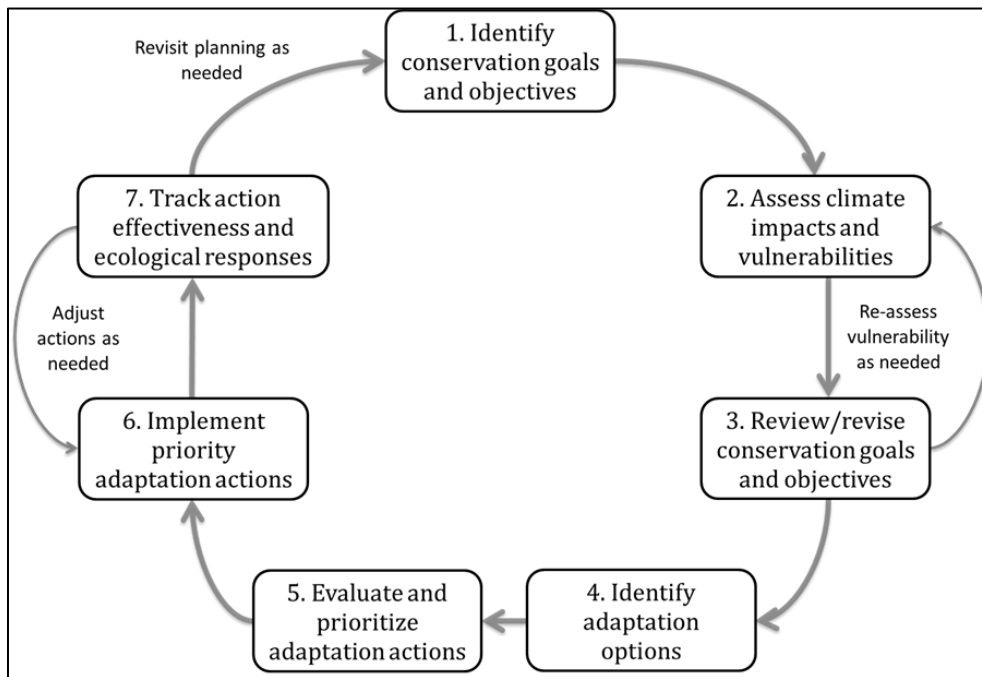 1. Identify
conservation goals
and objectives
Revisit planning as
needed
2. Assess climate
impacts and
vulnerabilities
Re-assess
vulnerability
as needed
3. Review/revise
conservation goals
and objectives
4. Identify
adaptation
options
5. Evaluate and
prioritize
adaptation actions
6. Implement
priority
adaptation actions
Adjust
actions as
needed
7. Track action
effectiveness and
ecological responses